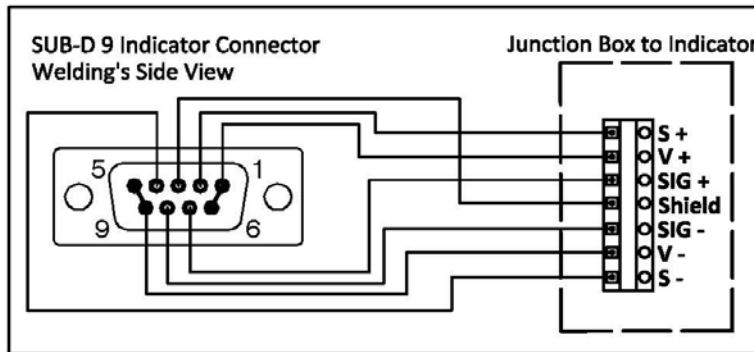 SUB-D 9 Indicator Connector
Welding's Side View
Junction Box to Indicator
5
1
9
6
S +
V +
SIG +
Shield
SIG -
V -
S -